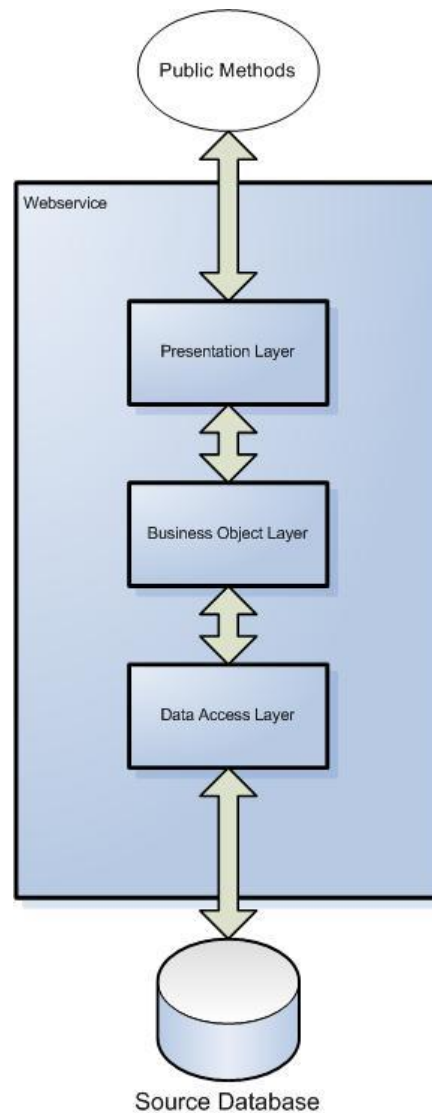 Public Methods
Webservice
Presentation Layer
Business Object Layer
Data Access Layer
Source Database